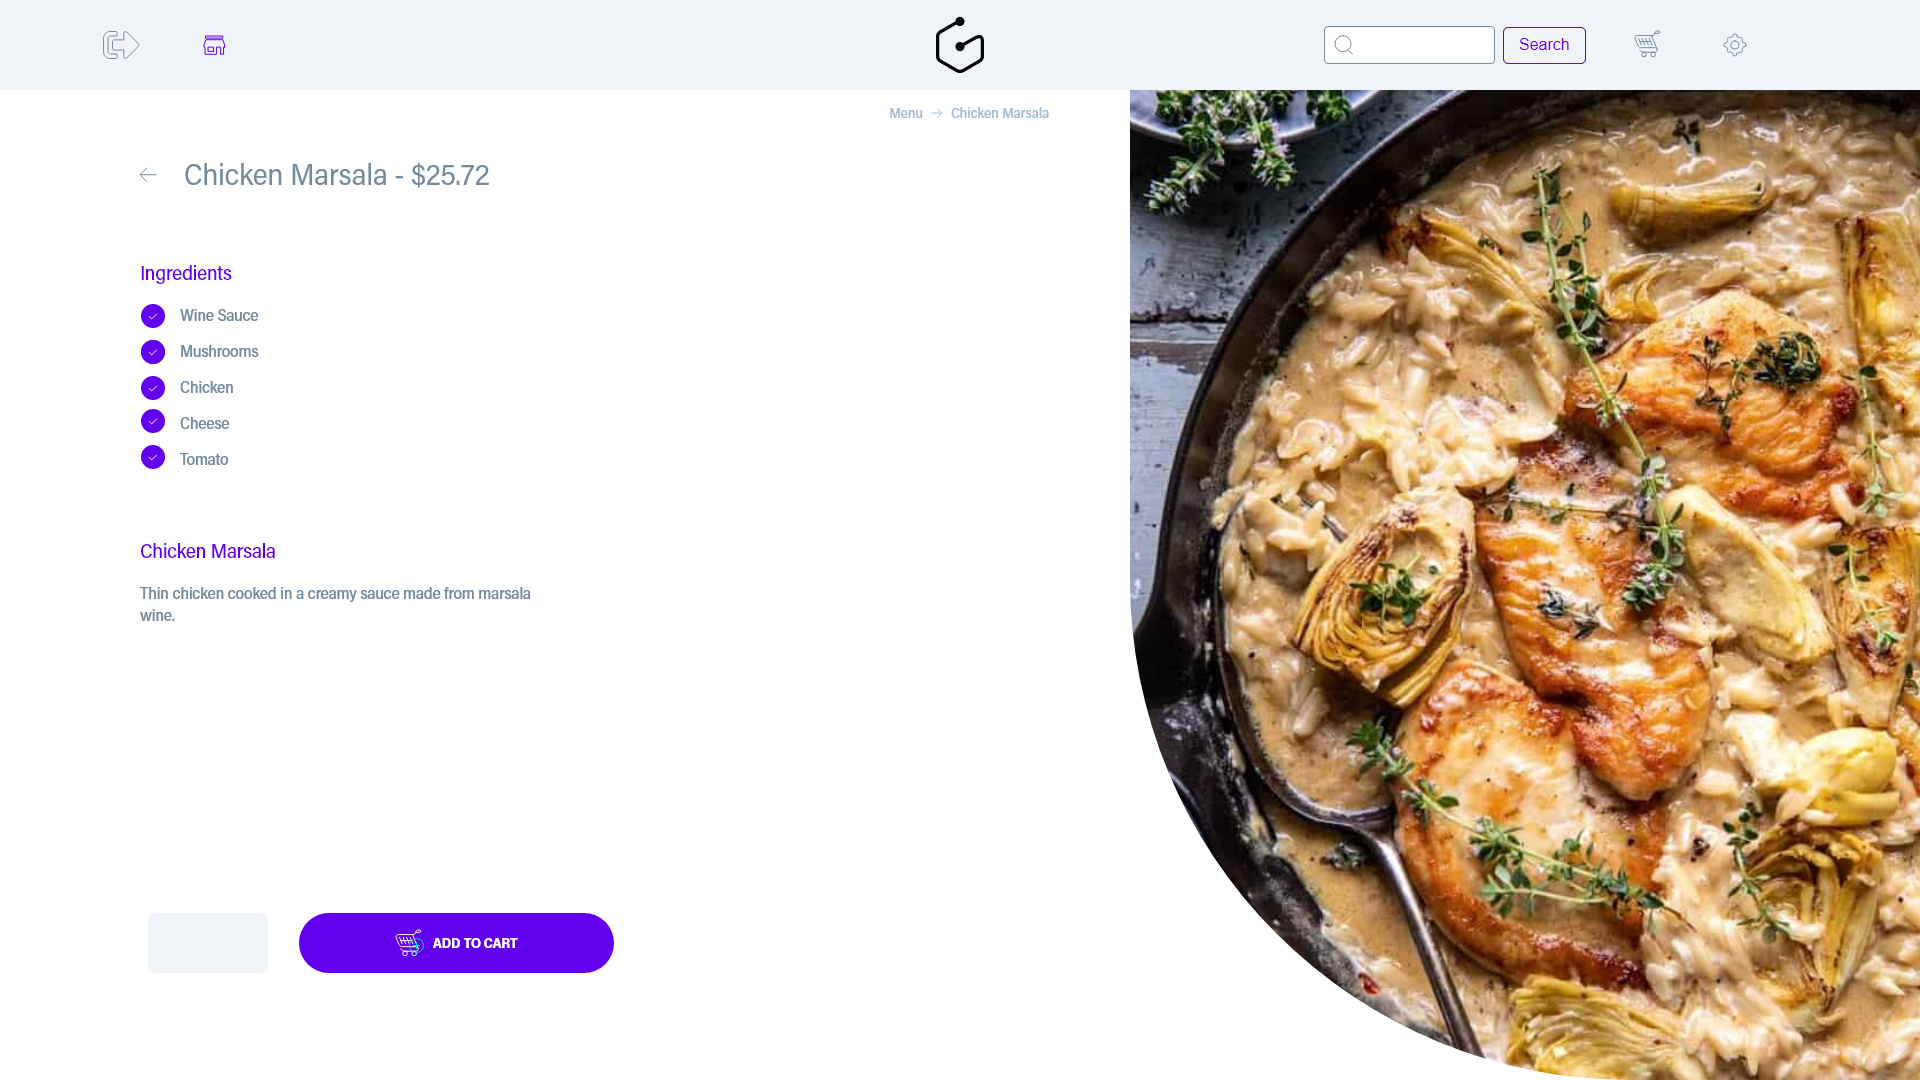 Search
Menu
Chicken Marsala
Chicken Marsala - $25.72
Ingredients
Wine Sauce
Mushrooms
Chicken
Cheese
Tomato
Chicken Marsala
Thin chicken cooked in a creamy sauce made from marsala
wine.
ADD TO CART